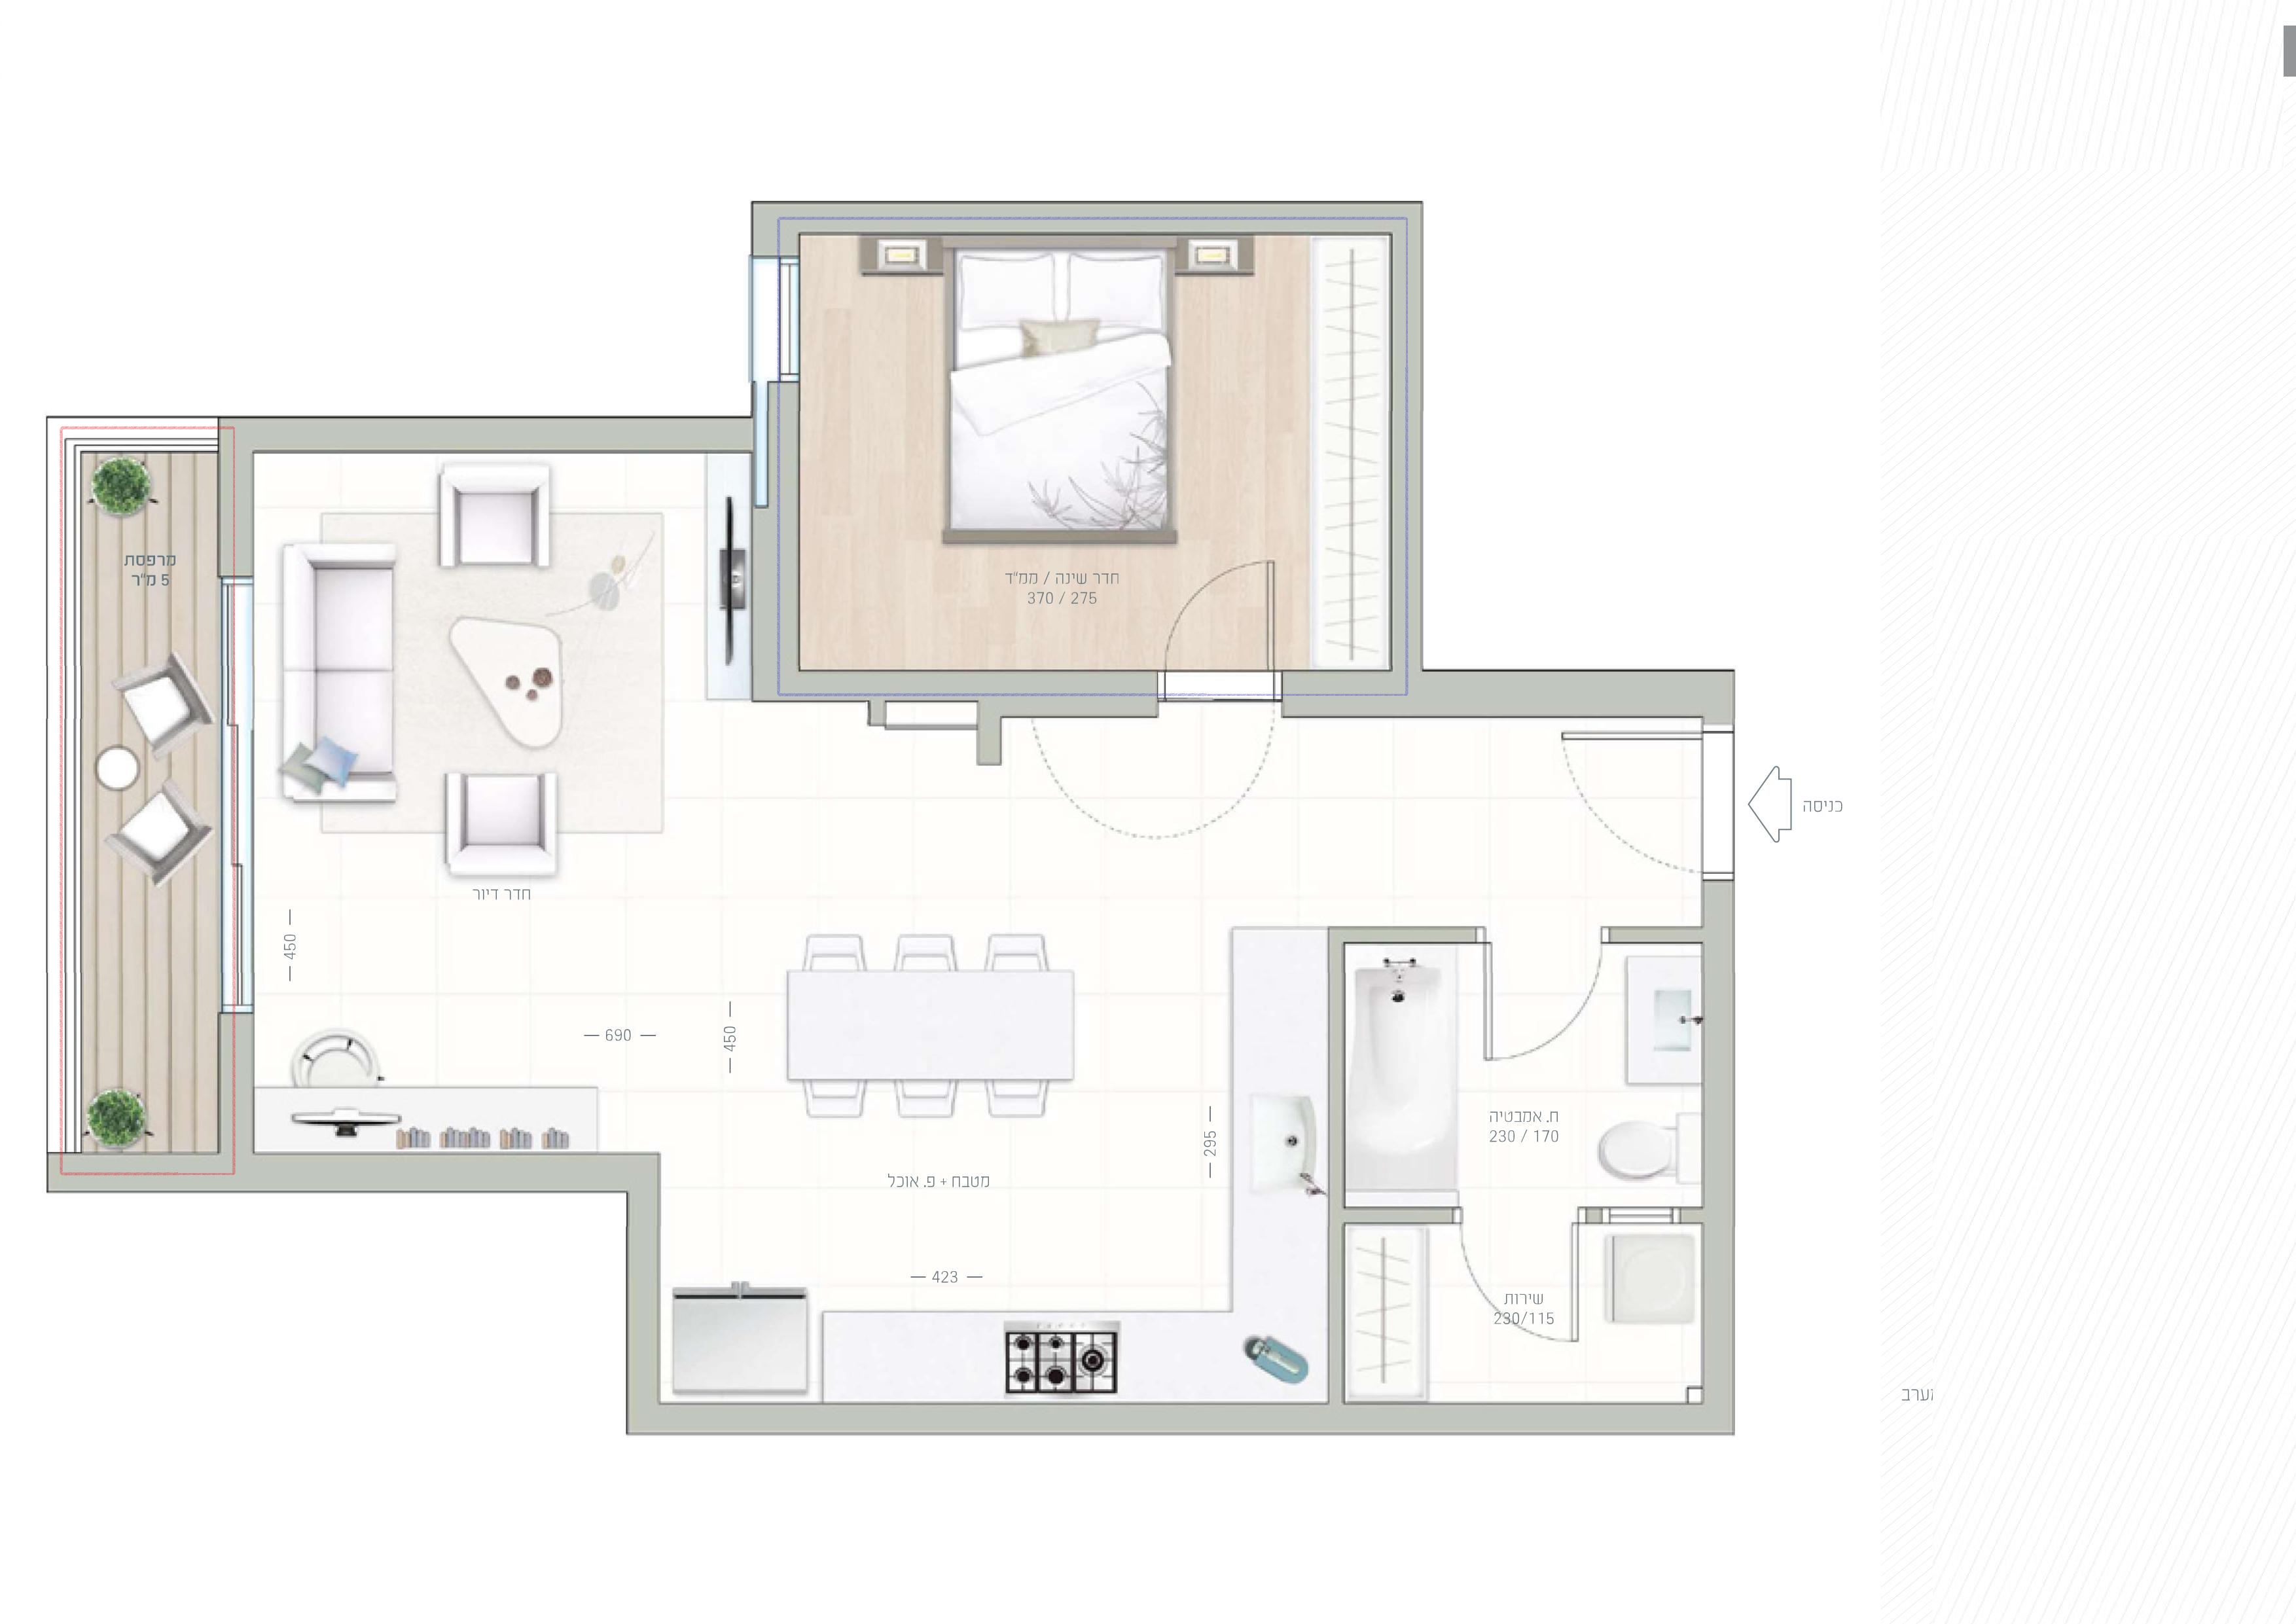 חדר שינה / ממ"ד
370 / 275
מרפסת
5 מ"ר
כניסה
חדר דיור
450
690
450
ח. אמבטיה
230 / 170
295
מטבח + פ. אוכל
423
שירות
230/115